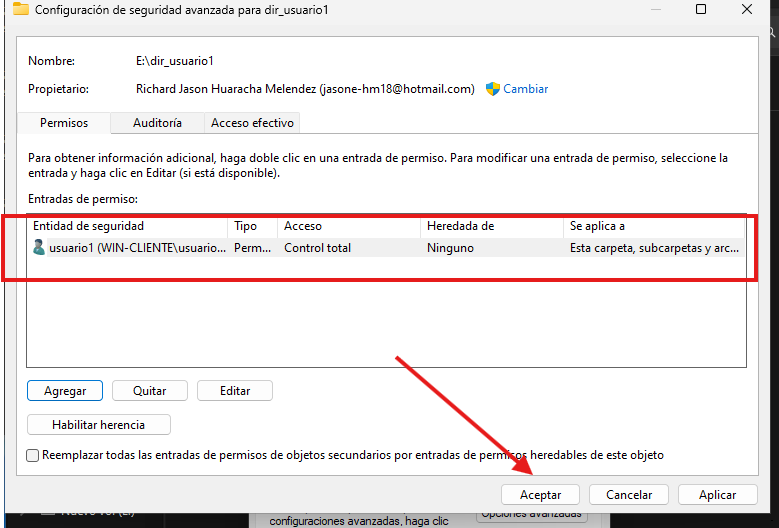 Configuración de seguridad avanzada para dir_usuario1
Nombre: E:\dir_usuario1
Propietario: Richard Jason Huaracha Melendez (jasone-hm18@hotmail.com) Cambiar
Permisos Auditoría Acceso efectivo
Para obtener información adicional, haga doble clic en una entrada de permiso. Para modificar una entrada de permiso, seleccione la
entrada y haga clic en Editar (si está disponible).
Entradas de permiso:
Entidad de seguridad Tipo Acceso Heredada de Se aplica a
usuario1 (WIN-CLIENTE\usuario... Perm... Control total Ninguno Esta carpeta, subcarpetas y arc...
Agregar Quitar Editar
Habilitar herencia
Reemplazar todas las entradas de permisos de objetos secundarios por entradas de permisos heredables de este objeto
Aceptar Cancelar Aplicar
configuraciones avanzadas, haga clic Opciones avanzadas